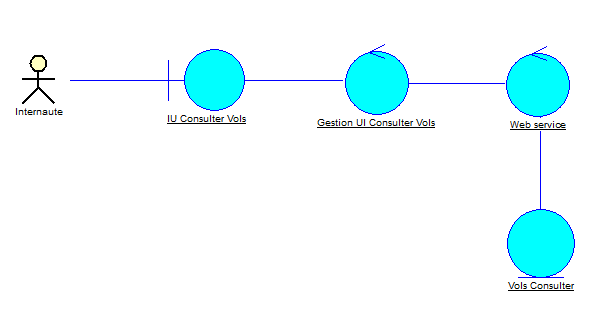 Internaute
IU Consulter Vols
Gestion UI Consulter Vols
Web service
Vols Consulter